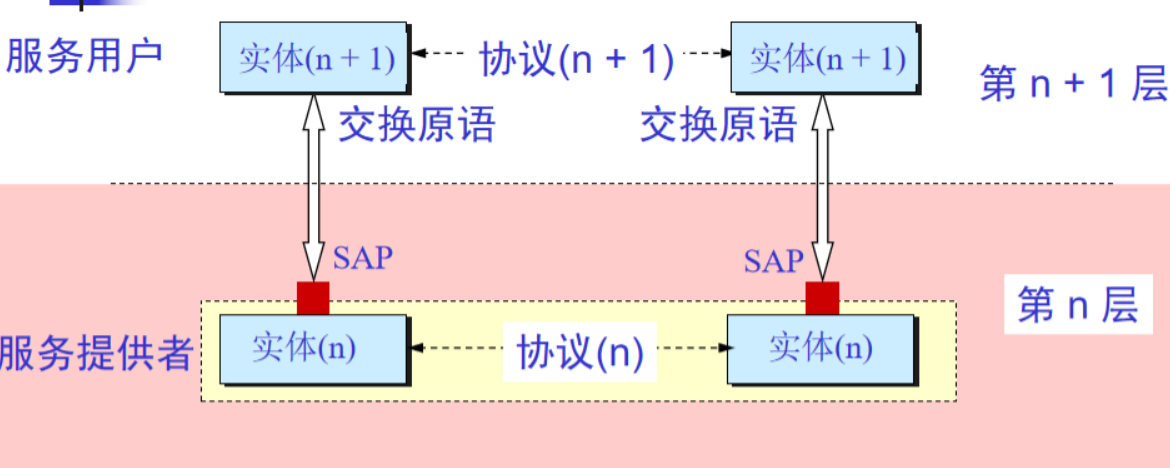 服务用户
实体(n + 1)
协议(n + 1)
实体(n + 1)
第 n + 1 层
交换原语
交换原语
SAP
SAP
第 n 层
服务提供者
实体(n)
协议(n)
实体(n)